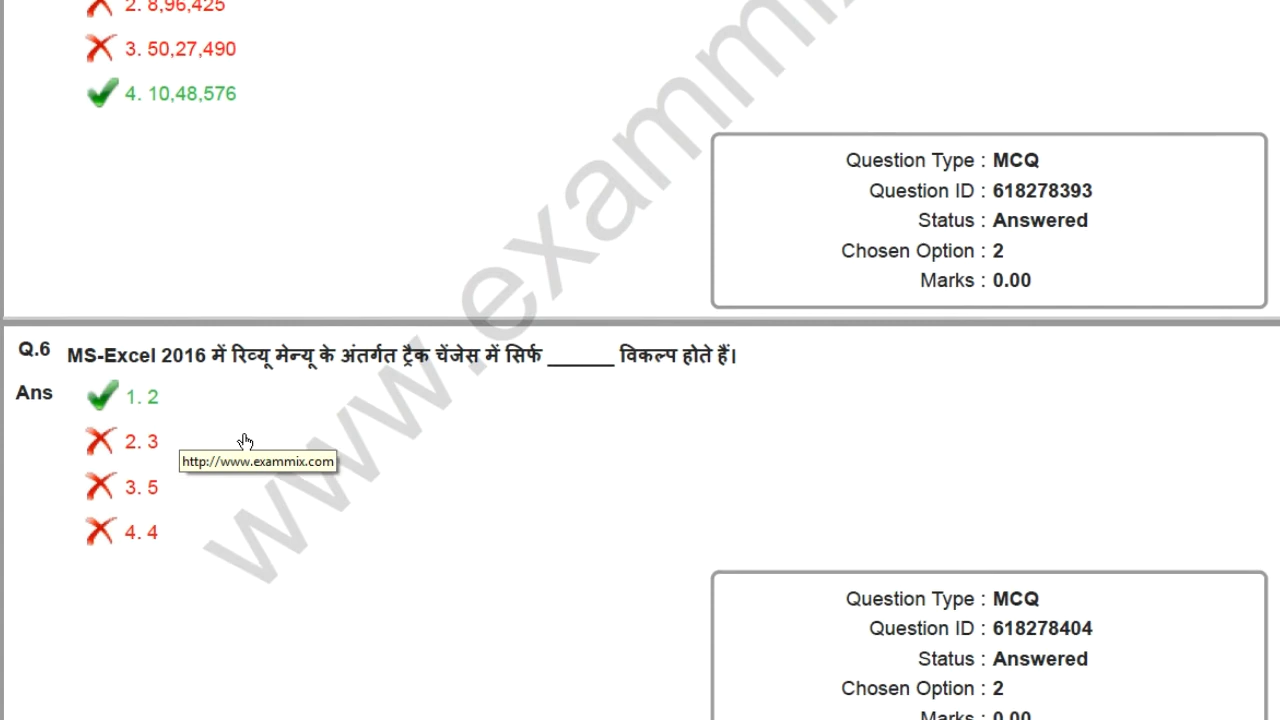 2. 8,96,425
3. 50,27,490
4. 10,48,576
Question Type : MCQ
Question ID : 618278393
Status : Answered
Chosen Option : 2
Marks : 0.00
Q.6 MS-Excel 2016 में रिव्यू मेन्यू के अंतर्गत ट्रैक चेंजेस में सिर्फ ______ विकल्प होते हैं।
Ans 1. 2
2. 3
http://www.exammix.com
3. 5
4. 4
Question Type : MCQ
Question ID : 618278404
Status : Answered
Chosen Option : 2
Marks : 0.00
www.exammix